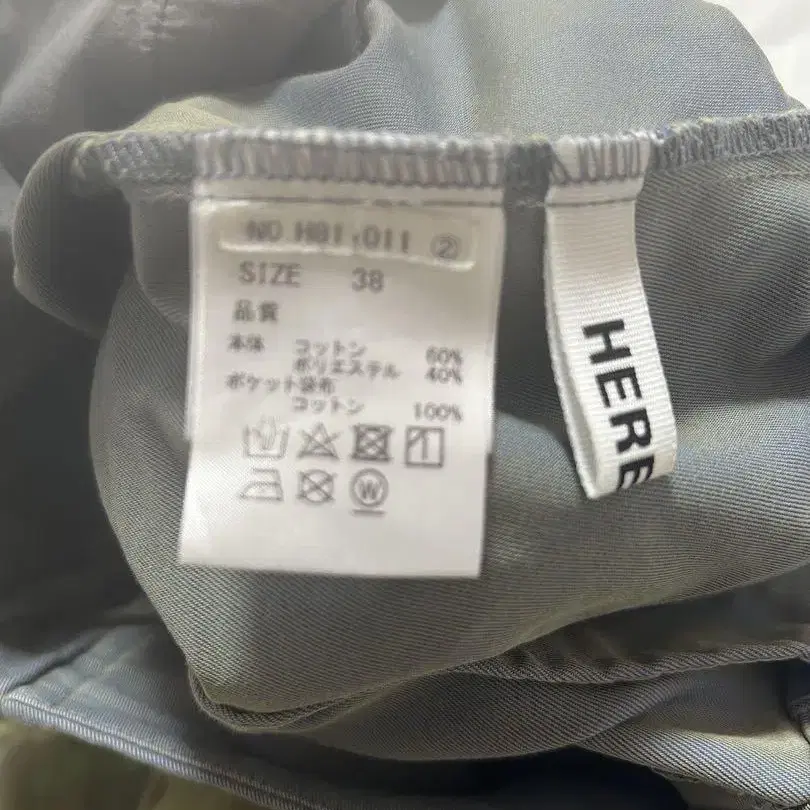 NO H91,011 ②
SIZE 38
品質
本体 コットン 60%
ポリエステル 40%
ポケット袋布
コットン 100%
W
HERE